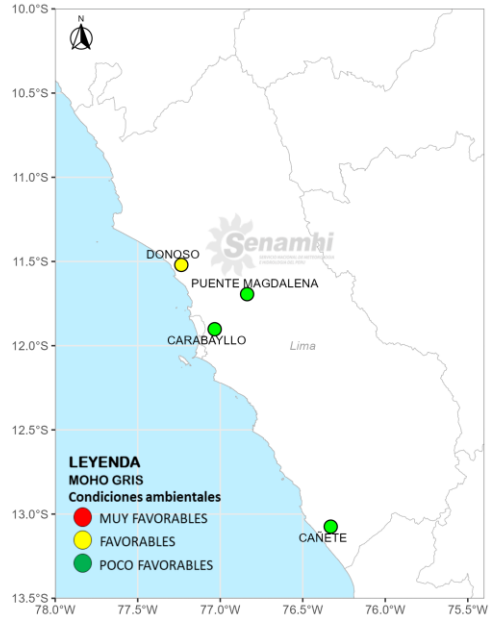 10.0°S
N
10.5°S
11.0°S
DONOSO
Senamhi
11.5°S
PUENTE MAGDALENA
CARABAYLLO
12.0°S
Lima
12.5°S
LEYENDA
MOHO GRIS
Condiciones ambientales
MUY FAVORABLES
13.0°S
FAVORABLES
CAÑETE
POCO FAVORABLES
13.5°S
78.0°W 77.5°W 77.0°W 76.5°W 76.0°W 75.5°W